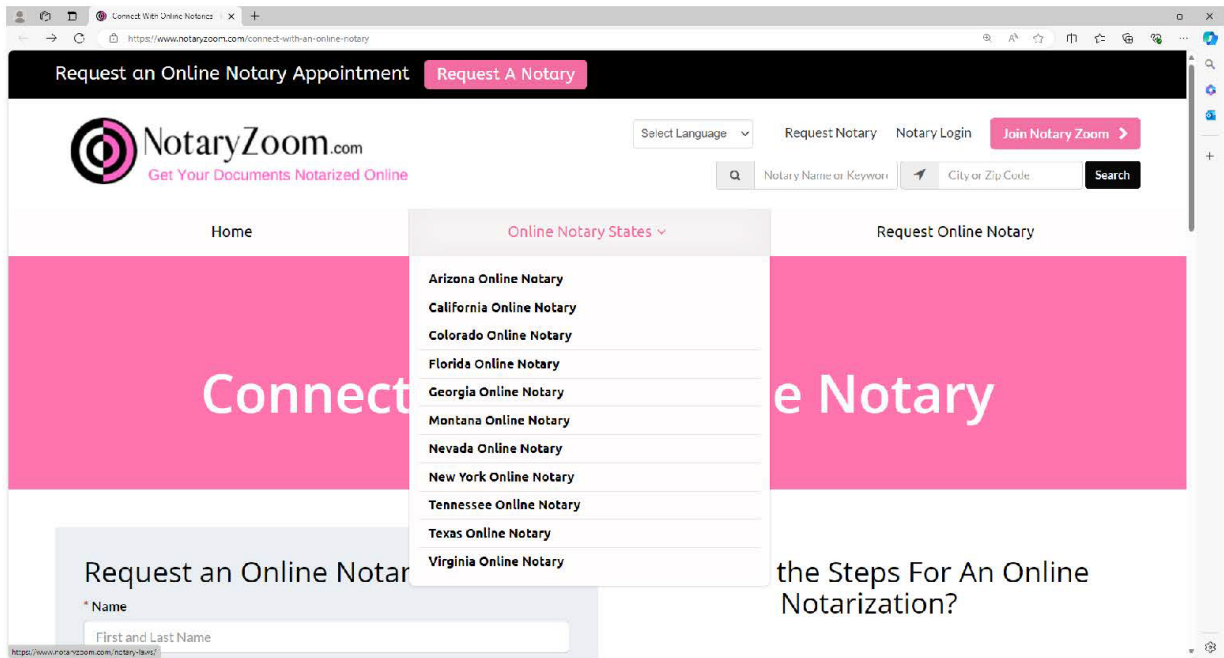 Connect With Online Notaries
https://www.notaryzoom.com/connect-with-an-online-notary
Request an Online Notary Appointment
Request A Notary
NotaryZoom.com
Get Your Documents Notarized Online
Select Language
Request Notary
Notary Login
Join Notary Zoom
Notary Name or Keywor
City or Zip Code
Search
Home
Online Notary States
Request Online Notary
Arizona Online Notary
California Online Notary
Colorado Online Notary
Florida Online Notary
Georgia Online Notary
Montana Online Notary
Nevada Online Notary
New York Online Notary
Tennessee Online Notary
Texas Online Notary
Virginia Online Notary
Connect
e Notary
Request an Online Notar
* Name
First and Last Name
the Steps For An Online
Notarization?
https://www.notaryzoom.com/notary-laws/